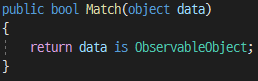 public bool Match(object data)
{
    return data is ObservableObject;
}